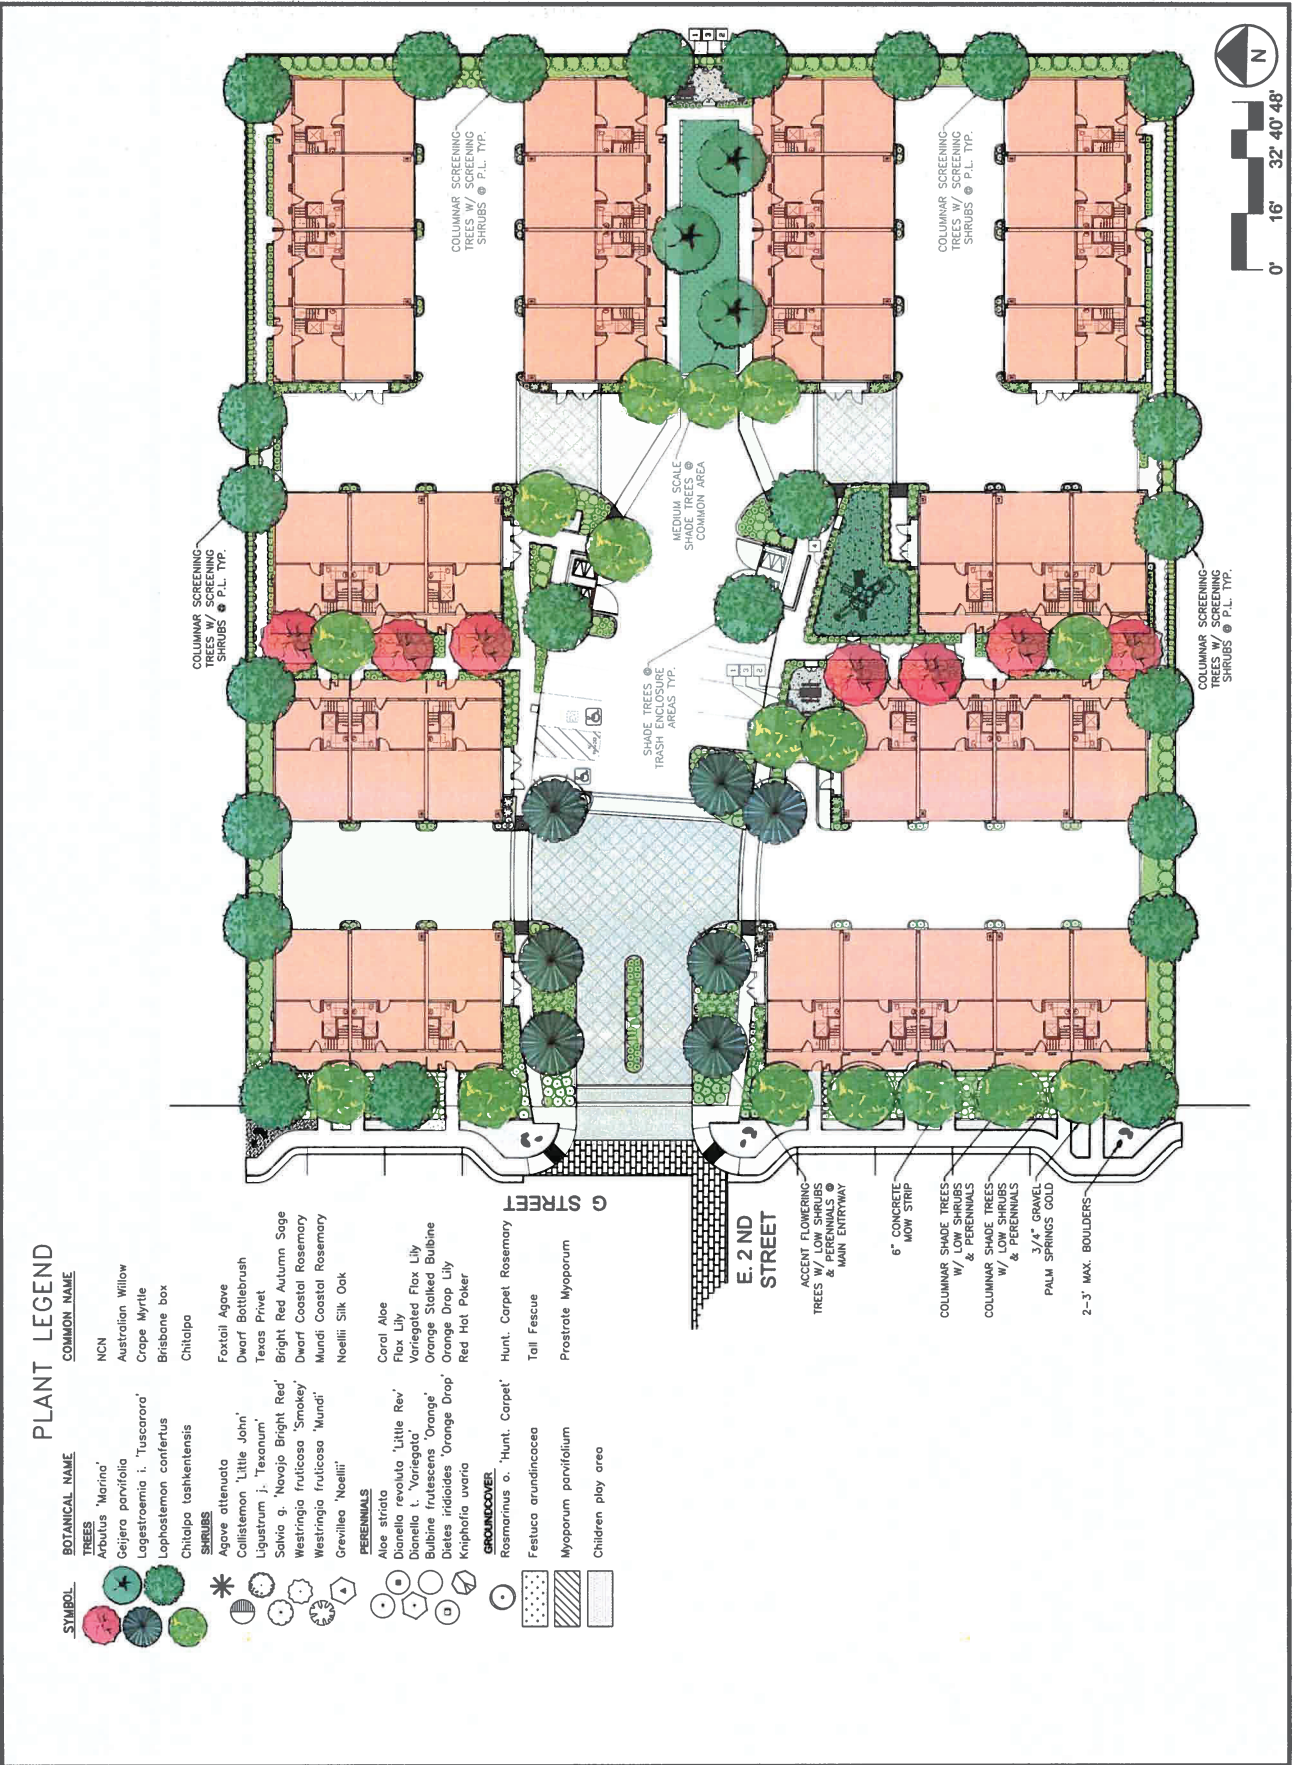 PLANT LEGEND
SYMBOL BOTANICAL NAME COMMON NAME
TREES
Arbutus 'Marina' NCN
Geijera parvifolia Australian Willow
Lagestroemia i. 'Tuscarora' Crape Myrtle
Lophostemon confertus Brisbane box
Chitalpa tashkentensis Chitalpa
SHRUBS
Agave attenuata Foxtail Agave
Callistemon 'Little John' Dwarf Bottlebrush
Ligustrum j. 'Texanum' Texas Privet
Salvia g. 'Navajo Bright Red' Bright Red Autumn Sage
Westringia fruticosa 'Smokey' Dwarf Coastal Rosemary
Westringia fruticosa 'Mundi' Mundi Coastal Rosemary
Grevillea 'Noellii' Noellii Silk Oak
PERENNIALS
Aloe striata Coral Aloe
Dianella revoluta 'Little Rev' Flax Lily
Dianella t. 'Variegata' Variegated Flax Lily
Bulbine frutescens 'Orange' Orange Stalked Bulbine
Dietes iridioides 'Orange Drop' Orange Drop Lily
Kniphofia uvaria Red Hot Poker
GROUNDCOVER
Rosmarinus o. 'Hunt. Carpet' Hunt. Carpet Rosemary
Festuca arundincacea Tall Fescue
Myoporum parvifolium Prostrate Myoporum
Children play area
G STREET
E. 2 ND
STREET
COLUMNAR SCREENING
TREES W/ SCREENING
SHRUBS @ P.L. TYP.
COLUMNAR SCREENING
TREES W/ SCREENING
SHRUBS @ P.L. TYP.
COLUMNAR SCREENING
TREES W/ SCREENING
SHRUBS @ P.L. TYP.
COLUMNAR SCREENING
TREES W/ SCREENING
SHRUBS @ P.L. TYP.
MEDIUM SCALE
SHADE TREES @
COMMON AREA
SHADE TREES @
TRASH ENCLOSURE
AREAS TYP.
ACCENT FLOWERING
TREES W/ LOW SHRUBS
& PERENNIALS @
MAIN ENTRYWAY
6" CONCRETE
MOW STRIP
COLUMNAR SHADE TREES
W/ LOW SHRUBS
& PERENNIALS
COLUMNAR SHADE TREES
W/ LOW SHRUBS
& PERENNIALS
3/4" GRAVEL
PALM SPRINGS GOLD
2-3' MAX. BOULDERS
1 3 2
1 3 2
4
N
0' 16' 32' 40' 48'